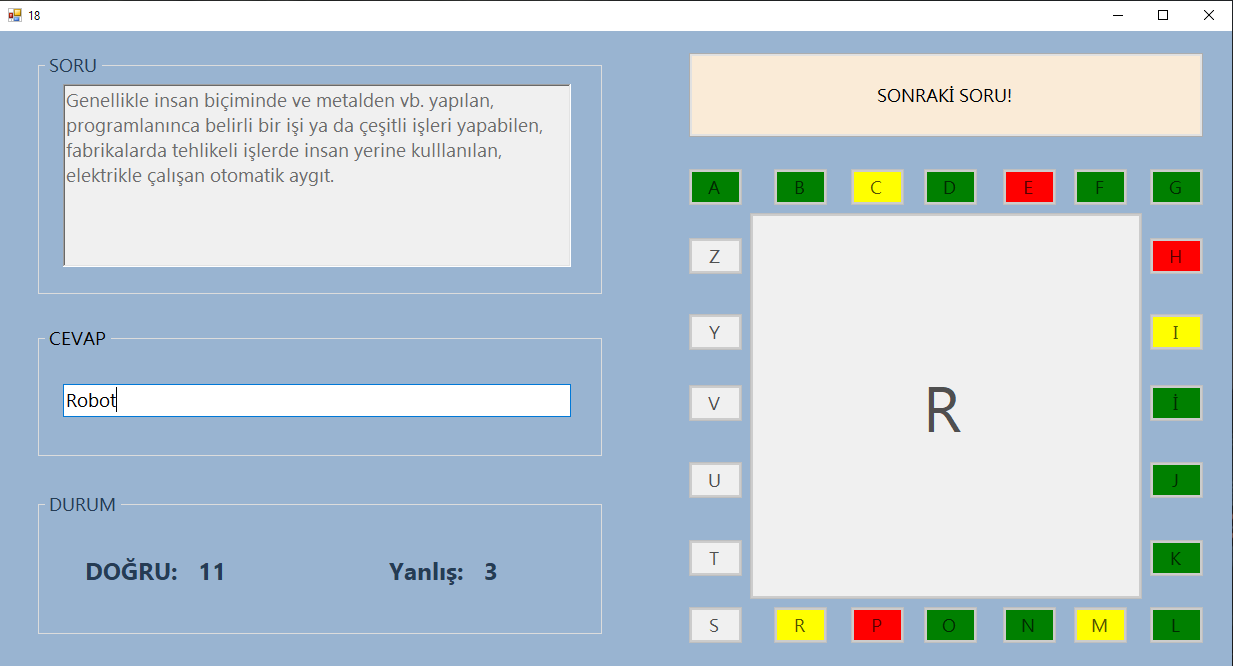 18
SORU
Genellikle insan biçiminde ve metalden vb. yapılan,
programlanınca belirli bir işi ya da çeşitli işleri yapabilen,
fabrikalarda tehlikeli işlerde insan yerine kulllanılan,
elektrikle çalışan otomatik aygıt.
CEVAP
Robot
DURUM
DOĞRU: 11
Yanlış: 3
SONRAKİ SORU!
A B C D E F G
Z H
Y I
R
V İ
U J
T K
S R P O N M L